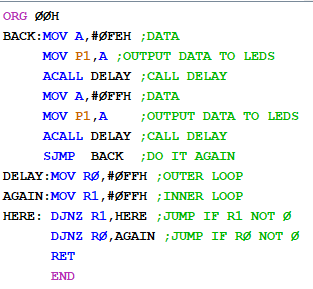 ORG ØØH
BACK:MOV A,#ØFEH ;DATA
MOV P1,A ;OUTPUT DATA TO LEDS
ACALL DELAY ;CALL DELAY
MOV A,#ØFFH ;DATA
MOV P1,A ;OUTPUT DATA TO LEDS
ACALL DELAY ;CALL DELAY
SJMP BACK ;DO IT AGAIN
DELAY:MOV RØ,#ØFFH ;OUTER LOOP
AGAIN:MOV R1,#ØFFH ;INNER LOOP
HERE: DJNZ R1,HERE ;JUMP IF R1 NOT Ø
DJNZ RØ,AGAIN ;JUMP IF RØ NOT Ø
RET
END